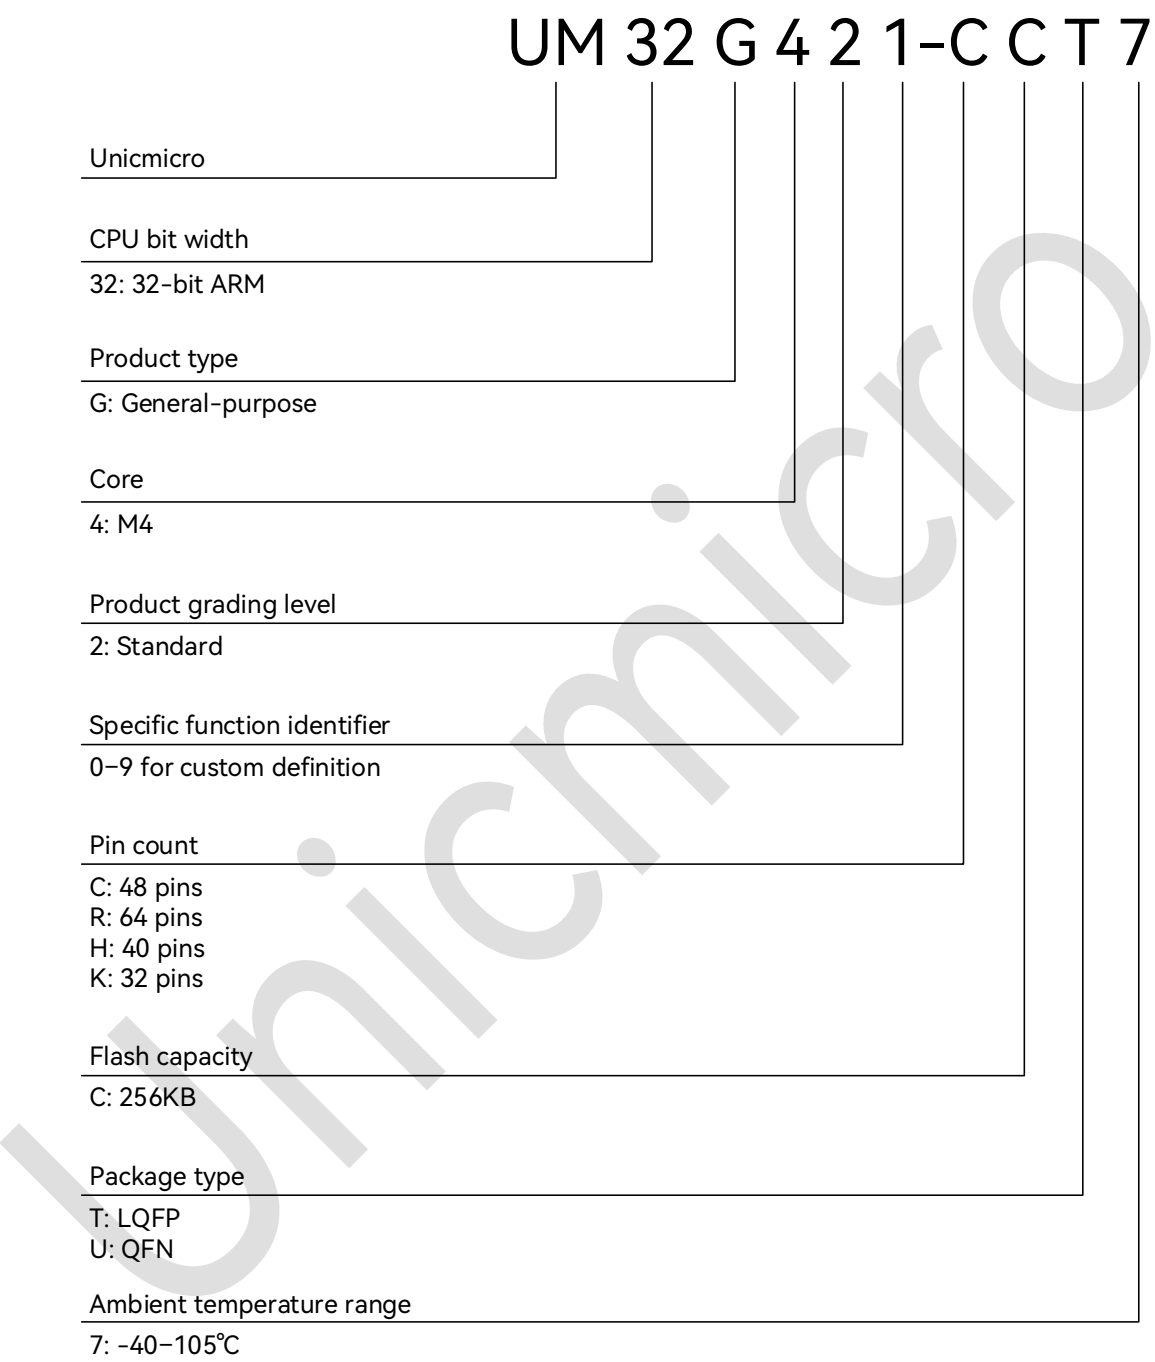 UM 32 G 4 2 1-C C T 7
Unicmicro
CPU bit width
32: 32-bit ARM
Product type
G: General-purpose
Core
4: M4
Product grading level
2: Standard
Specific function identifier
0–9 for custom definition
Pin count
C: 48 pins
R: 64 pins
H: 40 pins
K: 32 pins
Flash capacity
C: 256KB
Package type
T: LQFP
U: QFN
Ambient temperature range
7: -40–105℃
Unicmicro